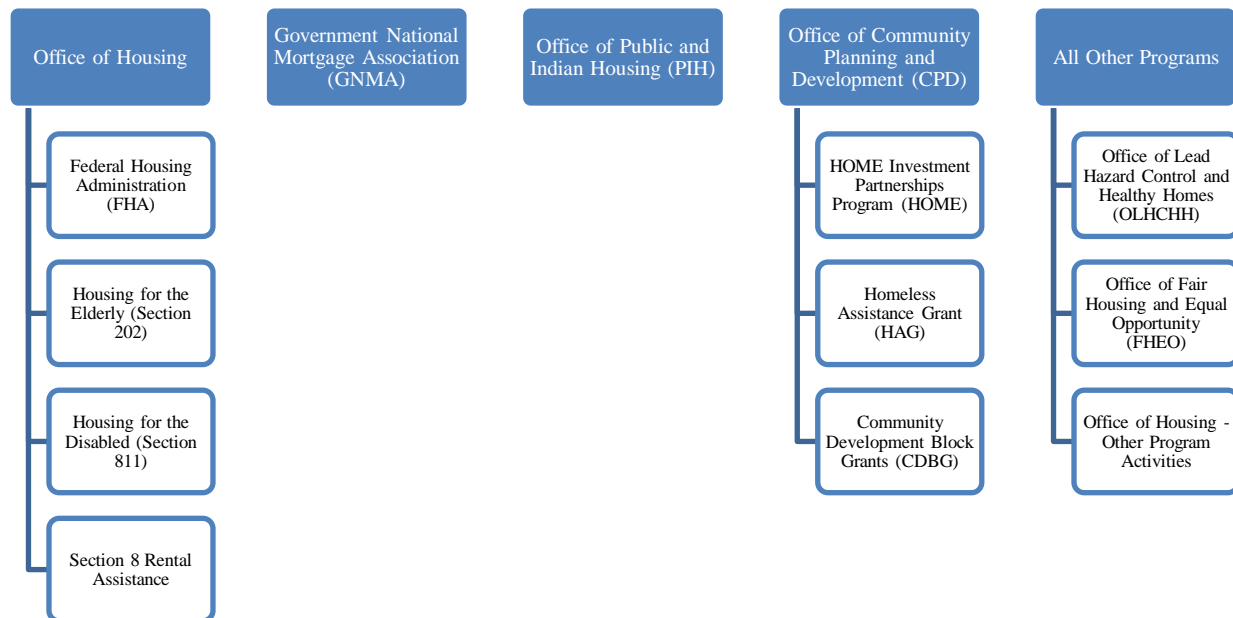 Office of Housing
Government National
Mortgage Association
(GNMA)
Office of Public and
Indian Housing (PIH)
Office of Community
Planning and
Development (CPD)
All Other Programs
Federal Housing
Administration
(FHA)
Housing for the
Elderly (Section
202)
Housing for the
Disabled (Section
811)
Section 8 Rental
Assistance
HOME Investment
Partnerships
Program (HOME)
Homeless
Assistance Grant
(HAG)
Community
Development Block
Grants (CDBG)
Office of Lead
Hazard Control and
Healthy Homes
(OLHCHH)
Office of Fair
Housing and Equal
Opportunity
(FHEO)
Office of Housing -
Other Program
Activities